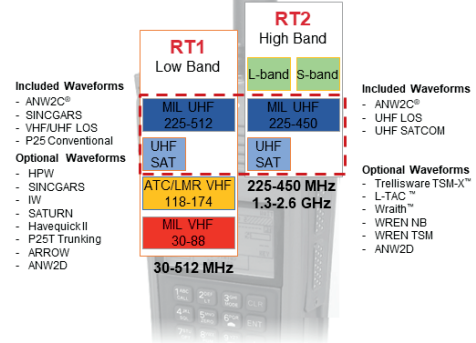 RT1
Low Band
RT2
High Band
L-band
S-band
Included Waveforms
- ANW2C®
- SINCGARS
- VHF/UHF LOS
- P25 Conventional
Optional Waveforms
- HPW
- SINCGARS
- IW
- SATURN
- Havequick II
- P25T Trunking
- ARROW
- ANW2D
MIL UHF
225-512
UHF
SAT
ATC/LMR VHF
118-174
MIL VHF
30-88
30-512 MHz
MIL UHF
225-450
UHF
SAT
225-450 MHz
1.3-2.6 GHz
Included Waveforms
- ANW2C®
- UHF LOS
- UHF SATCOM
Optional Waveforms
- Trellisware TSM-X™
- L-TAC™
- Wraith™
- WREN NB
- WREN TSM
- ANW2D
CLR
ENT